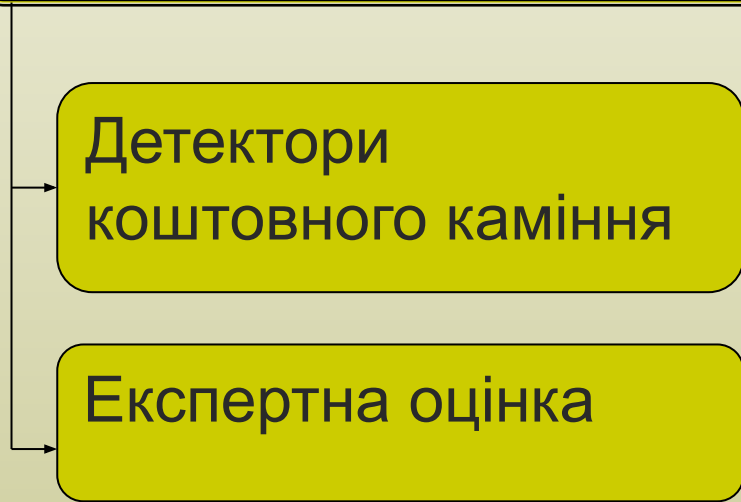 Детектори
коштовного каміння
Експертна оцінка